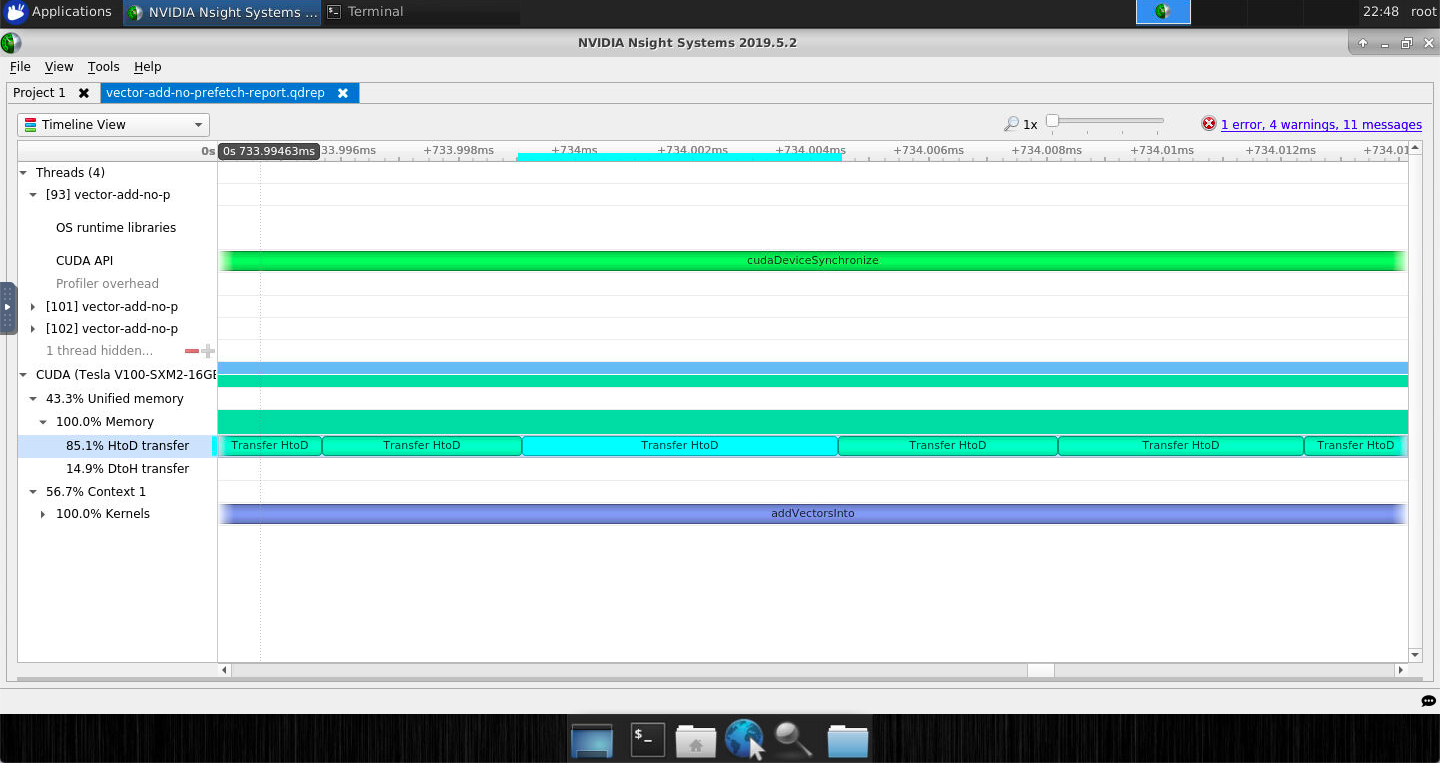 Applications NVIDIA Nsight Systems ... Terminal 22:48 root
NVIDIA Nsight Systems 2019.5.2
File View Tools Help
Project 1 vector-add-no-prefetch-report.qdrep
Timeline View 1x 1 error, 4 warnings, 11 messages
0s 0s 733.99463ms 33.996ms +733.998ms +734ms +734.002ms +734.004ms +734.006ms +734.008ms +734.01ms +734.012ms +734.01
Threads (4)
[93] vector-add-no-p
OS runtime libraries
CUDA API cudaDeviceSynchronize
Profiler overhead
[101] vector-add-no-p
[102] vector-add-no-p
1 thread hidden...
CUDA (Tesla V100-SXM2-16GB
43.3% Unified memory
100.0% Memory
85.1% HtoD transfer Transfer HtoD Transfer HtoD Transfer HtoD Transfer HtoD Transfer HtoD Transfer HtoD
14.9% DtoH transfer
56.7% Context 1
100.0% Kernels addVectorsInto
$_